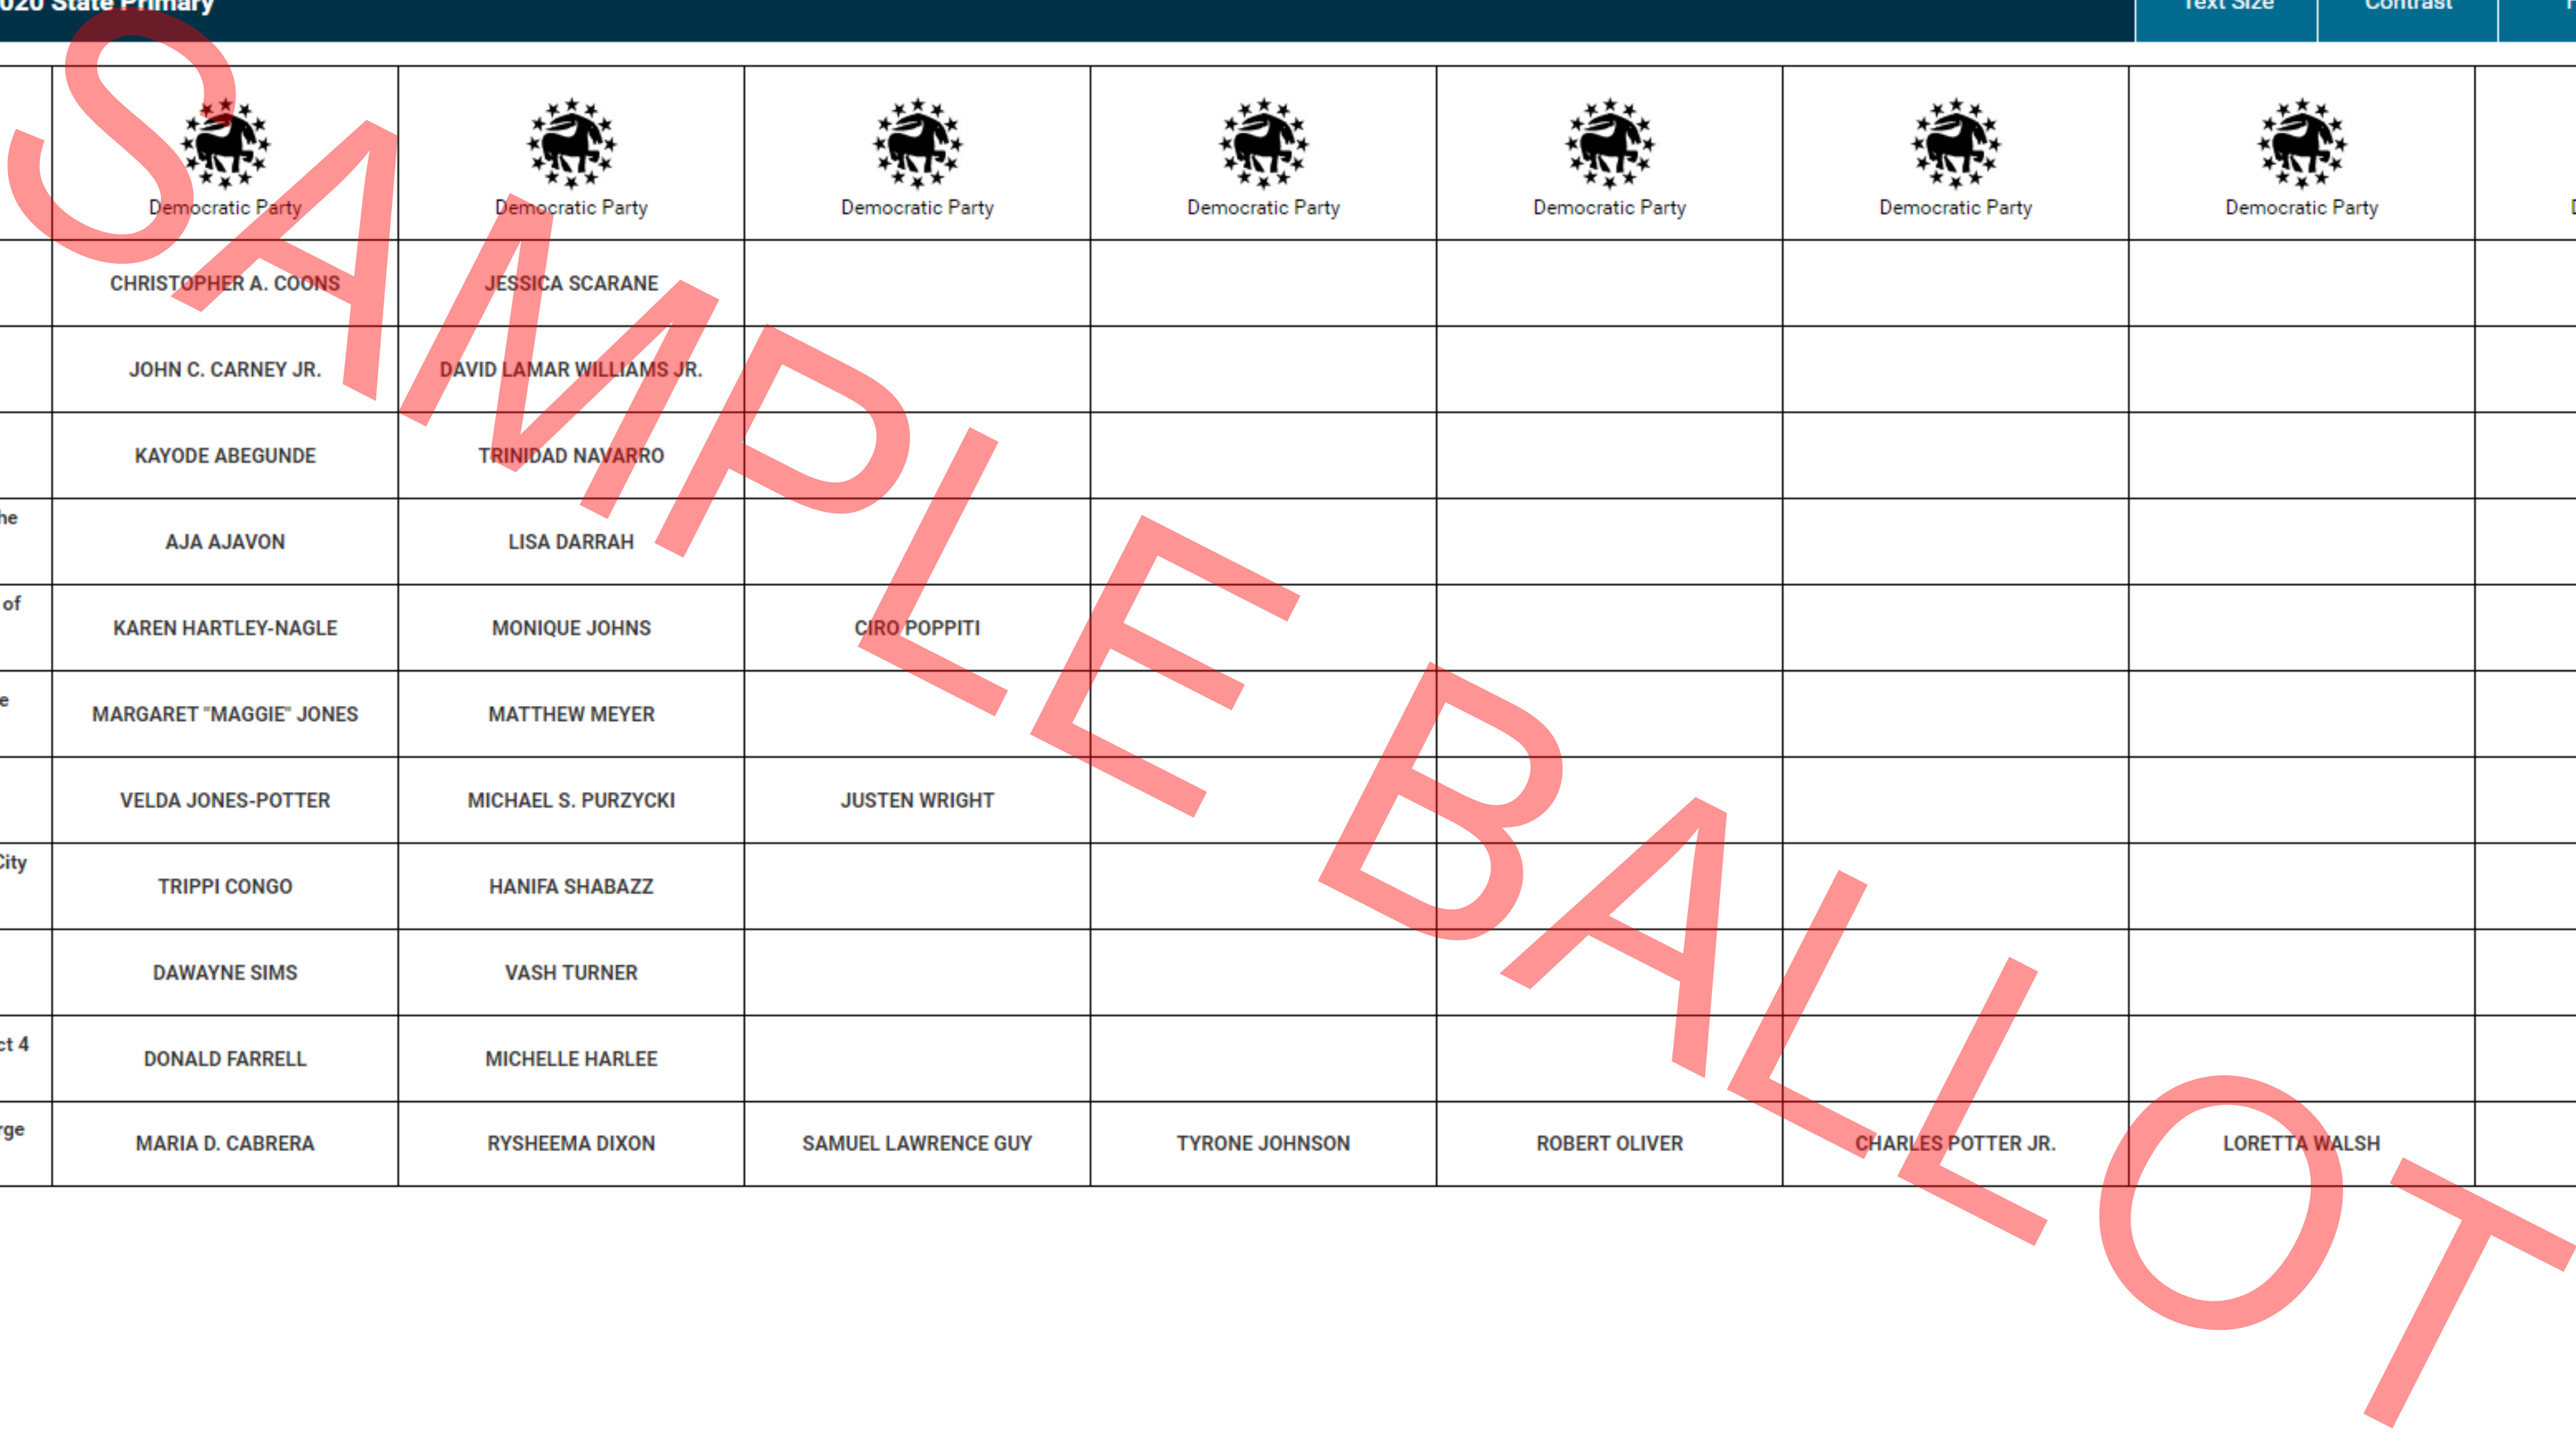 2020 State Primary
Text Size
Contrast
Democratic Party
Democratic Party
Democratic Party
Democratic Party
Democratic Party
Democratic Party
Democratic Party
CHRISTOPHER A. COONS
JESSICA SCARANE
JOHN C. CARNEY JR.
DAVID LAMAR WILLIAMS JR.
KAYODE ABEGUNDE
TRINIDAD NAVARRO
AJA AJAVON
LISA DARRAH
of
KAREN HARTLEY-NAGLE
MONIQUE JOHNS
CIRO POPPITI
MARGARET "MAGGIE" JONES
MATTHEW MEYER
VELDA JONES-POTTER
MICHAEL S. PURZYCKI
JUSTEN WRIGHT
City
TRIPPI CONGO
HANIFA SHABAZZ
DAWAYNE SIMS
VASH TURNER
4
DONALD FARRELL
MICHELLE HARLEE
MARIA D. CABRERA
RYSHEEMA DIXON
SAMUEL LAWRENCE GUY
TYRONE JOHNSON
ROBERT OLIVER
CHARLES POTTER JR.
LORETTA WALSH
SAMPLE BALLOT